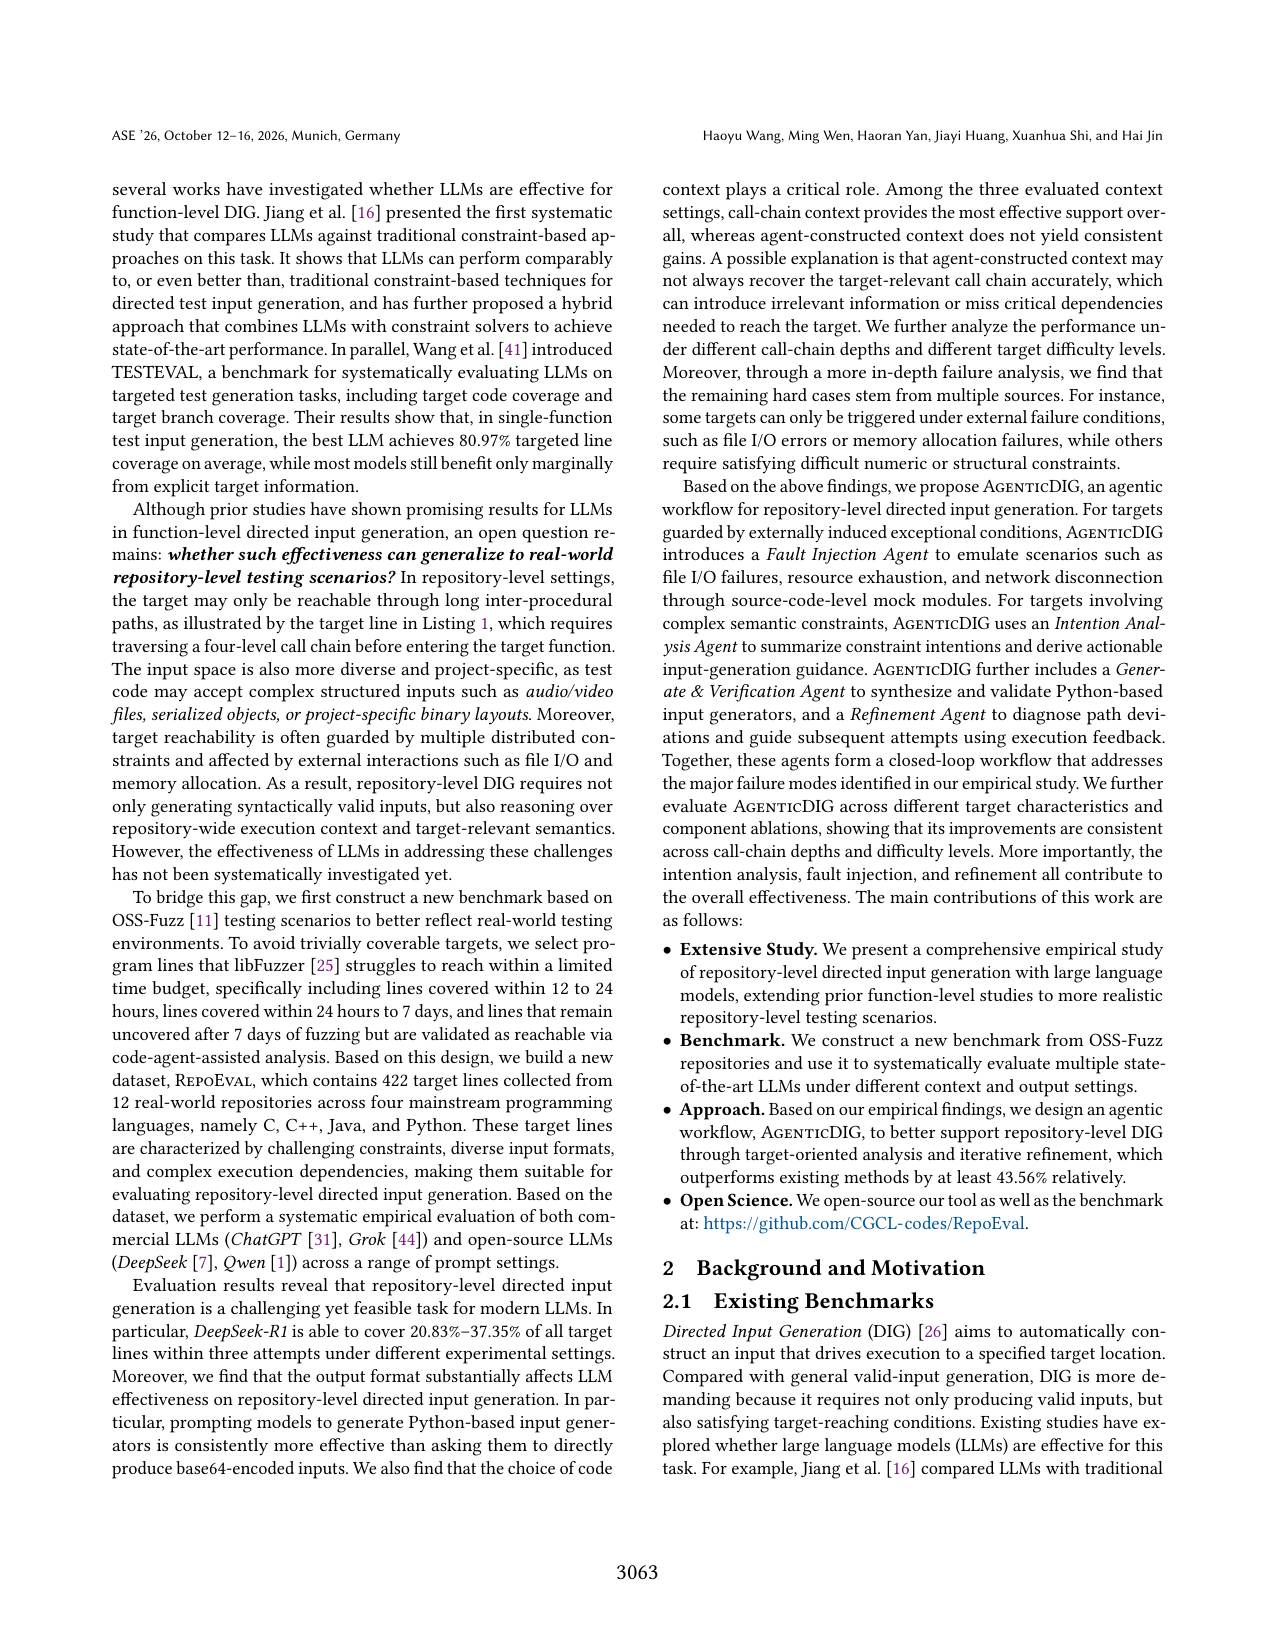 ASE ’26, October 12–16, 2026, Munich, Germany
Haoyu Wang, Ming Wen, Haoran Yan, Jiayi Huang, Xuanhua Shi, and Hai Jin
several works have investigated whether LLMs are effective for
function-level DIG. Jiang et al. [16] presented the first systematic
study that compares LLMs against traditional constraint-based ap-
proaches on this task. It shows that LLMs can perform comparably
to, or even better than, traditional constraint-based techniques for
directed test input generation, and has further proposed a hybrid
approach that combines LLMs with constraint solvers to achieve
state-of-the-art performance. In parallel, Wang et al. [41] introduced
TESTEVAL, a benchmark for systematically evaluating LLMs on
targeted test generation tasks, including target code coverage and
target branch coverage. Their results show that, in single-function
test input generation, the best LLM achieves 80.97% targeted line
coverage on average, while most models still benefit only marginally
from explicit target information.
Although prior studies have shown promising results for LLMs
in function-level directed input generation, an open question re-
mains: whether such effectiveness can generalize to real-world
repository-level testing scenarios? In repository-level settings,
the target may only be reachable through long inter-procedural
paths, as illustrated by the target line in Listing 1, which requires
traversing a four-level call chain before entering the target function.
The input space is also more diverse and project-specific, as test
code may accept complex structured inputs such as audio/video
files, serialized objects, or project-specific binary layouts. Moreover,
target reachability is often guarded by multiple distributed con-
straints and affected by external interactions such as file I/O and
memory allocation. As a result, repository-level DIG requires not
only generating syntactically valid inputs, but also reasoning over
repository-wide execution context and target-relevant semantics.
However, the effectiveness of LLMs in addressing these challenges
has not been systematically investigated yet.
To bridge this gap, we first construct a new benchmark based on
OSS-Fuzz [11] testing scenarios to better reflect real-world testing
environments. To avoid trivially coverable targets, we select pro-
gram lines that libFuzzer [25] struggles to reach within a limited
time budget, specifically including lines covered within 12 to 24
hours, lines covered within 24 hours to 7 days, and lines that remain
uncovered after 7 days of fuzzing but are validated as reachable via
code-agent-assisted analysis. Based on this design, we build a new
dataset, RepoEval, which contains 422 target lines collected from
12 real-world repositories across four mainstream programming
languages, namely C, C++, Java, and Python. These target lines
are characterized by challenging constraints, diverse input formats,
and complex execution dependencies, making them suitable for
evaluating repository-level directed input generation. Based on the
dataset, we perform a systematic empirical evaluation of both com-
mercial LLMs (ChatGPT [31], Grok [44]) and open-source LLMs
(DeepSeek [7], Qwen [1]) across a range of prompt settings.
Evaluation results reveal that repository-level directed input
generation is a challenging yet feasible task for modern LLMs. In
particular, DeepSeek-R1 is able to cover 20.83%–37.35% of all target
lines within three attempts under different experimental settings.
Moreover, we find that the output format substantially affects LLM
effectiveness on repository-level directed input generation. In par-
ticular, prompting models to generate Python-based input gener-
ators is consistently more effective than asking them to directly
produce base64-encoded inputs. We also find that the choice of code
context plays a critical role. Among the three evaluated context
settings, call-chain context provides the most effective support over-
all, whereas agent-constructed context does not yield consistent
gains. A possible explanation is that agent-constructed context may
not always recover the target-relevant call chain accurately, which
can introduce irrelevant information or miss critical dependencies
needed to reach the target. We further analyze the performance un-
der different call-chain depths and different target difficulty levels.
Moreover, through a more in-depth failure analysis, we find that
the remaining hard cases stem from multiple sources. For instance,
some targets can only be triggered under external failure conditions,
such as file I/O errors or memory allocation failures, while others
require satisfying difficult numeric or structural constraints.
Based on the above findings, we propose AgenticDIG, an agentic
workflow for repository-level directed input generation. For targets
guarded by externally induced exceptional conditions, AgenticDIG
introduces a Fault Injection Agent to emulate scenarios such as
file I/O failures, resource exhaustion, and network disconnection
through source-code-level mock modules. For targets involving
complex semantic constraints, AgenticDIG uses an Intention Anal-
ysis Agent to summarize constraint intentions and derive actionable
input-generation guidance. AgenticDIG further includes a Gener-
ate & Verification Agent to synthesize and validate Python-based
input generators, and a Refinement Agent to diagnose path devi-
ations and guide subsequent attempts using execution feedback.
Together, these agents form a closed-loop workflow that addresses
the major failure modes identified in our empirical study. We further
evaluate AgenticDIG across different target characteristics and
component ablations, showing that its improvements are consistent
across call-chain depths and difficulty levels. More importantly, the
intention analysis, fault injection, and refinement all contribute to
the overall effectiveness. The main contributions of this work are
as follows:
• Extensive Study. We present a comprehensive empirical study
of repository-level directed input generation with large language
models, extending prior function-level studies to more realistic
repository-level testing scenarios.
• Benchmark. We construct a new benchmark from OSS-Fuzz
repositories and use it to systematically evaluate multiple state-
of-the-art LLMs under different context and output settings.
• Approach. Based on our empirical findings, we design an agentic
workflow, AgenticDIG, to better support repository-level DIG
through target-oriented analysis and iterative refinement, which
outperforms existing methods by at least 43.56% relatively.
• Open Science. We open-source our tool as well as the benchmark
at: https://github.com/CGCL-codes/RepoEval.
2 Background and Motivation
2.1 Existing Benchmarks
Directed Input Generation (DIG) [26] aims to automatically con-
struct an input that drives execution to a specified target location.
Compared with general valid-input generation, DIG is more de-
manding because it requires not only producing valid inputs, but
also satisfying target-reaching conditions. Existing studies have ex-
plored whether large language models (LLMs) are effective for this
task. For example, Jiang et al. [16] compared LLMs with traditional
3063